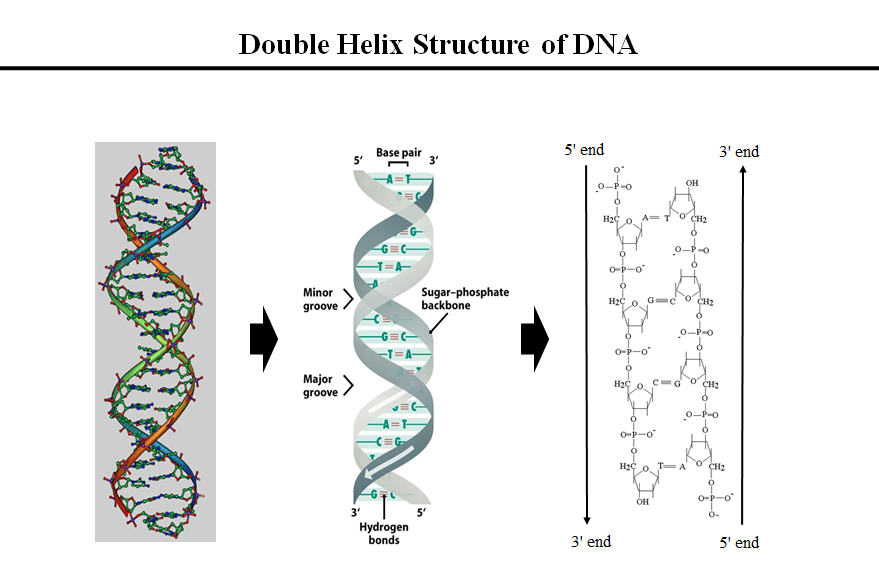 Double Helix Structure of DNA
Base pair
5' 3'
A=T
G≡C
≡G
G≡C
T=A
A
C≡
G≡C
T=A
=T
≡C
A=T
C≡G
T
G≡C
3' 5'
Minor
groove
Sugar–phosphate
backbone
Major
groove
Hydrogen
bonds
5' end 3' end
O-
-O—P=O
O
H2C O A=T O CH2
OH
O
O
O=P—O-
-O—P=O
O
O
H2C O G=C O CH2
O
O
O=P—O-
-O—P=O
O
O
H2C O C=G O CH2
O
O
O=P—O-
-O—P=O
O
O
H2C O T=A O CH2
OH
O
O=P—O-
O-
3' end 5' end